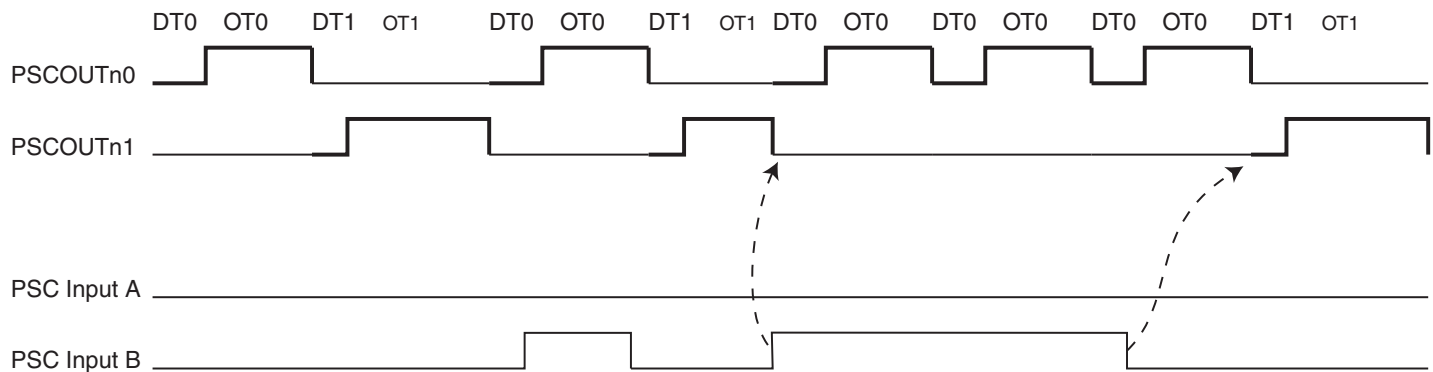 DT0 OT0 DT1 OT1 DT0 OT0 DT1 OT1 DT0 OT0 DT0 OT0 DT0 OT0 DT1 OT1
PSCOUTn0
PSCOUTn1
PSC Input A
PSC Input B